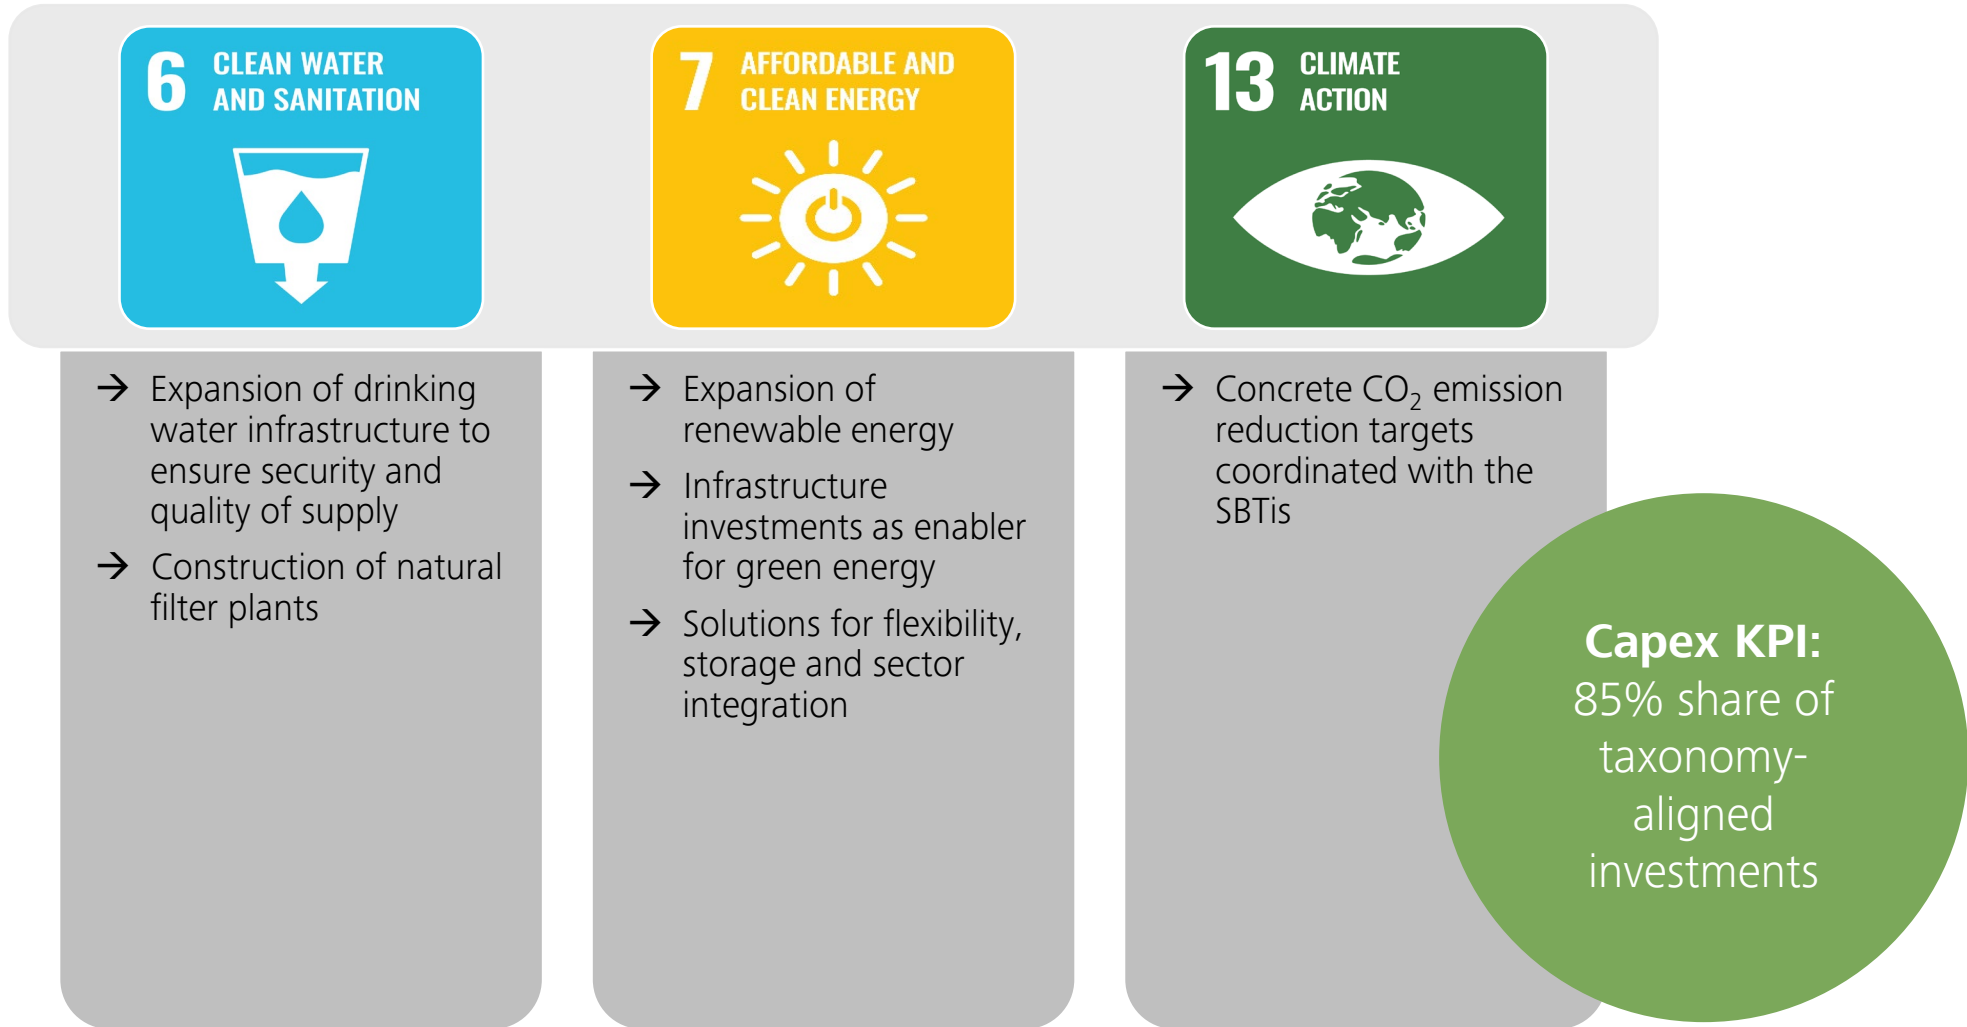 6 CLEAN WATER
AND SANITATION
→ Expansion of drinking
water infrastructure to
ensure security and
quality of supply
→ Construction of natural
filter plants
7 AFFORDABLE AND
CLEAN ENERGY
→ Expansion of
renewable energy
→ Infrastructure
investments as enabler
for green energy
→ Solutions for flexibility,
storage and sector
integration
13 CLIMATE
ACTION
→ Concrete CO₂ emission
reduction targets
coordinated with the
SBTis
Capex KPI:
85% share of
taxonomy-
aligned
investments